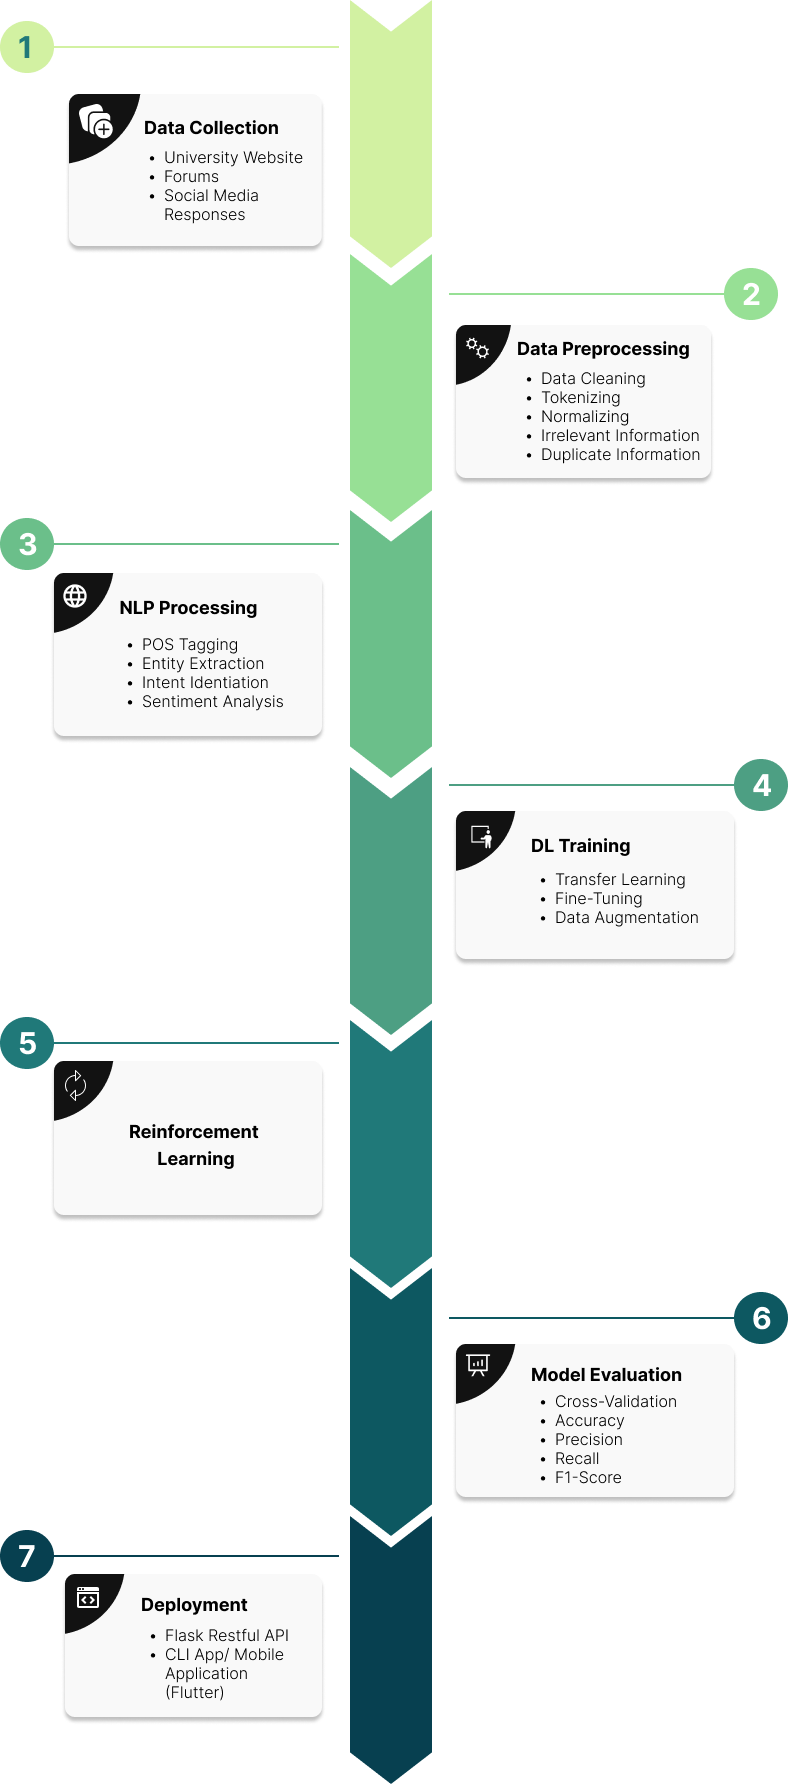 1
Data Collection
• University Website
• Forums
• Social Media
Responses
2
Data Preprocessing
• Data Cleaning
• Tokenizing
• Normalizing
• Irrelevant Information
• Duplicate Information
3
NLP Processing
• POS Tagging
• Entity Extraction
• Intent Identiation
• Sentiment Analysis
4
DL Training
• Transfer Learning
• Fine-Tuning
• Data Augmentation
5
Reinforcement
Learning
6
Model Evaluation
• Cross-Validation
• Accuracy
• Precision
• Recall
• F1-Score
7
Deployment
• Flask Restful API
• CLI App/ Mobile
Application
(Flutter)